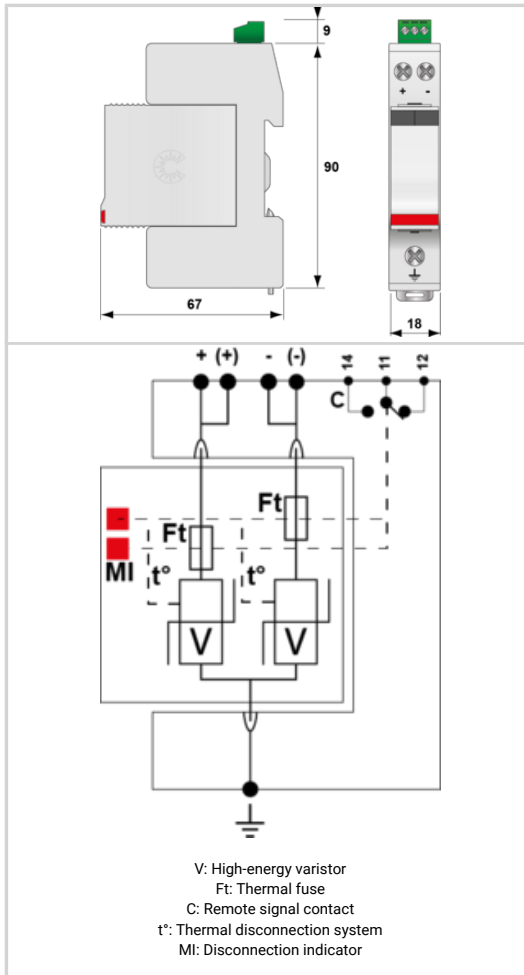 9
+ -
90
67
18
+ (+) - (-) 14 11 12
C
Ft
Ft
MI t° t°
V V
V: High-energy varistor
Ft: Thermal fuse
C: Remote signal contact
t°: Thermal disconnection system
MI: Disconnection indicator